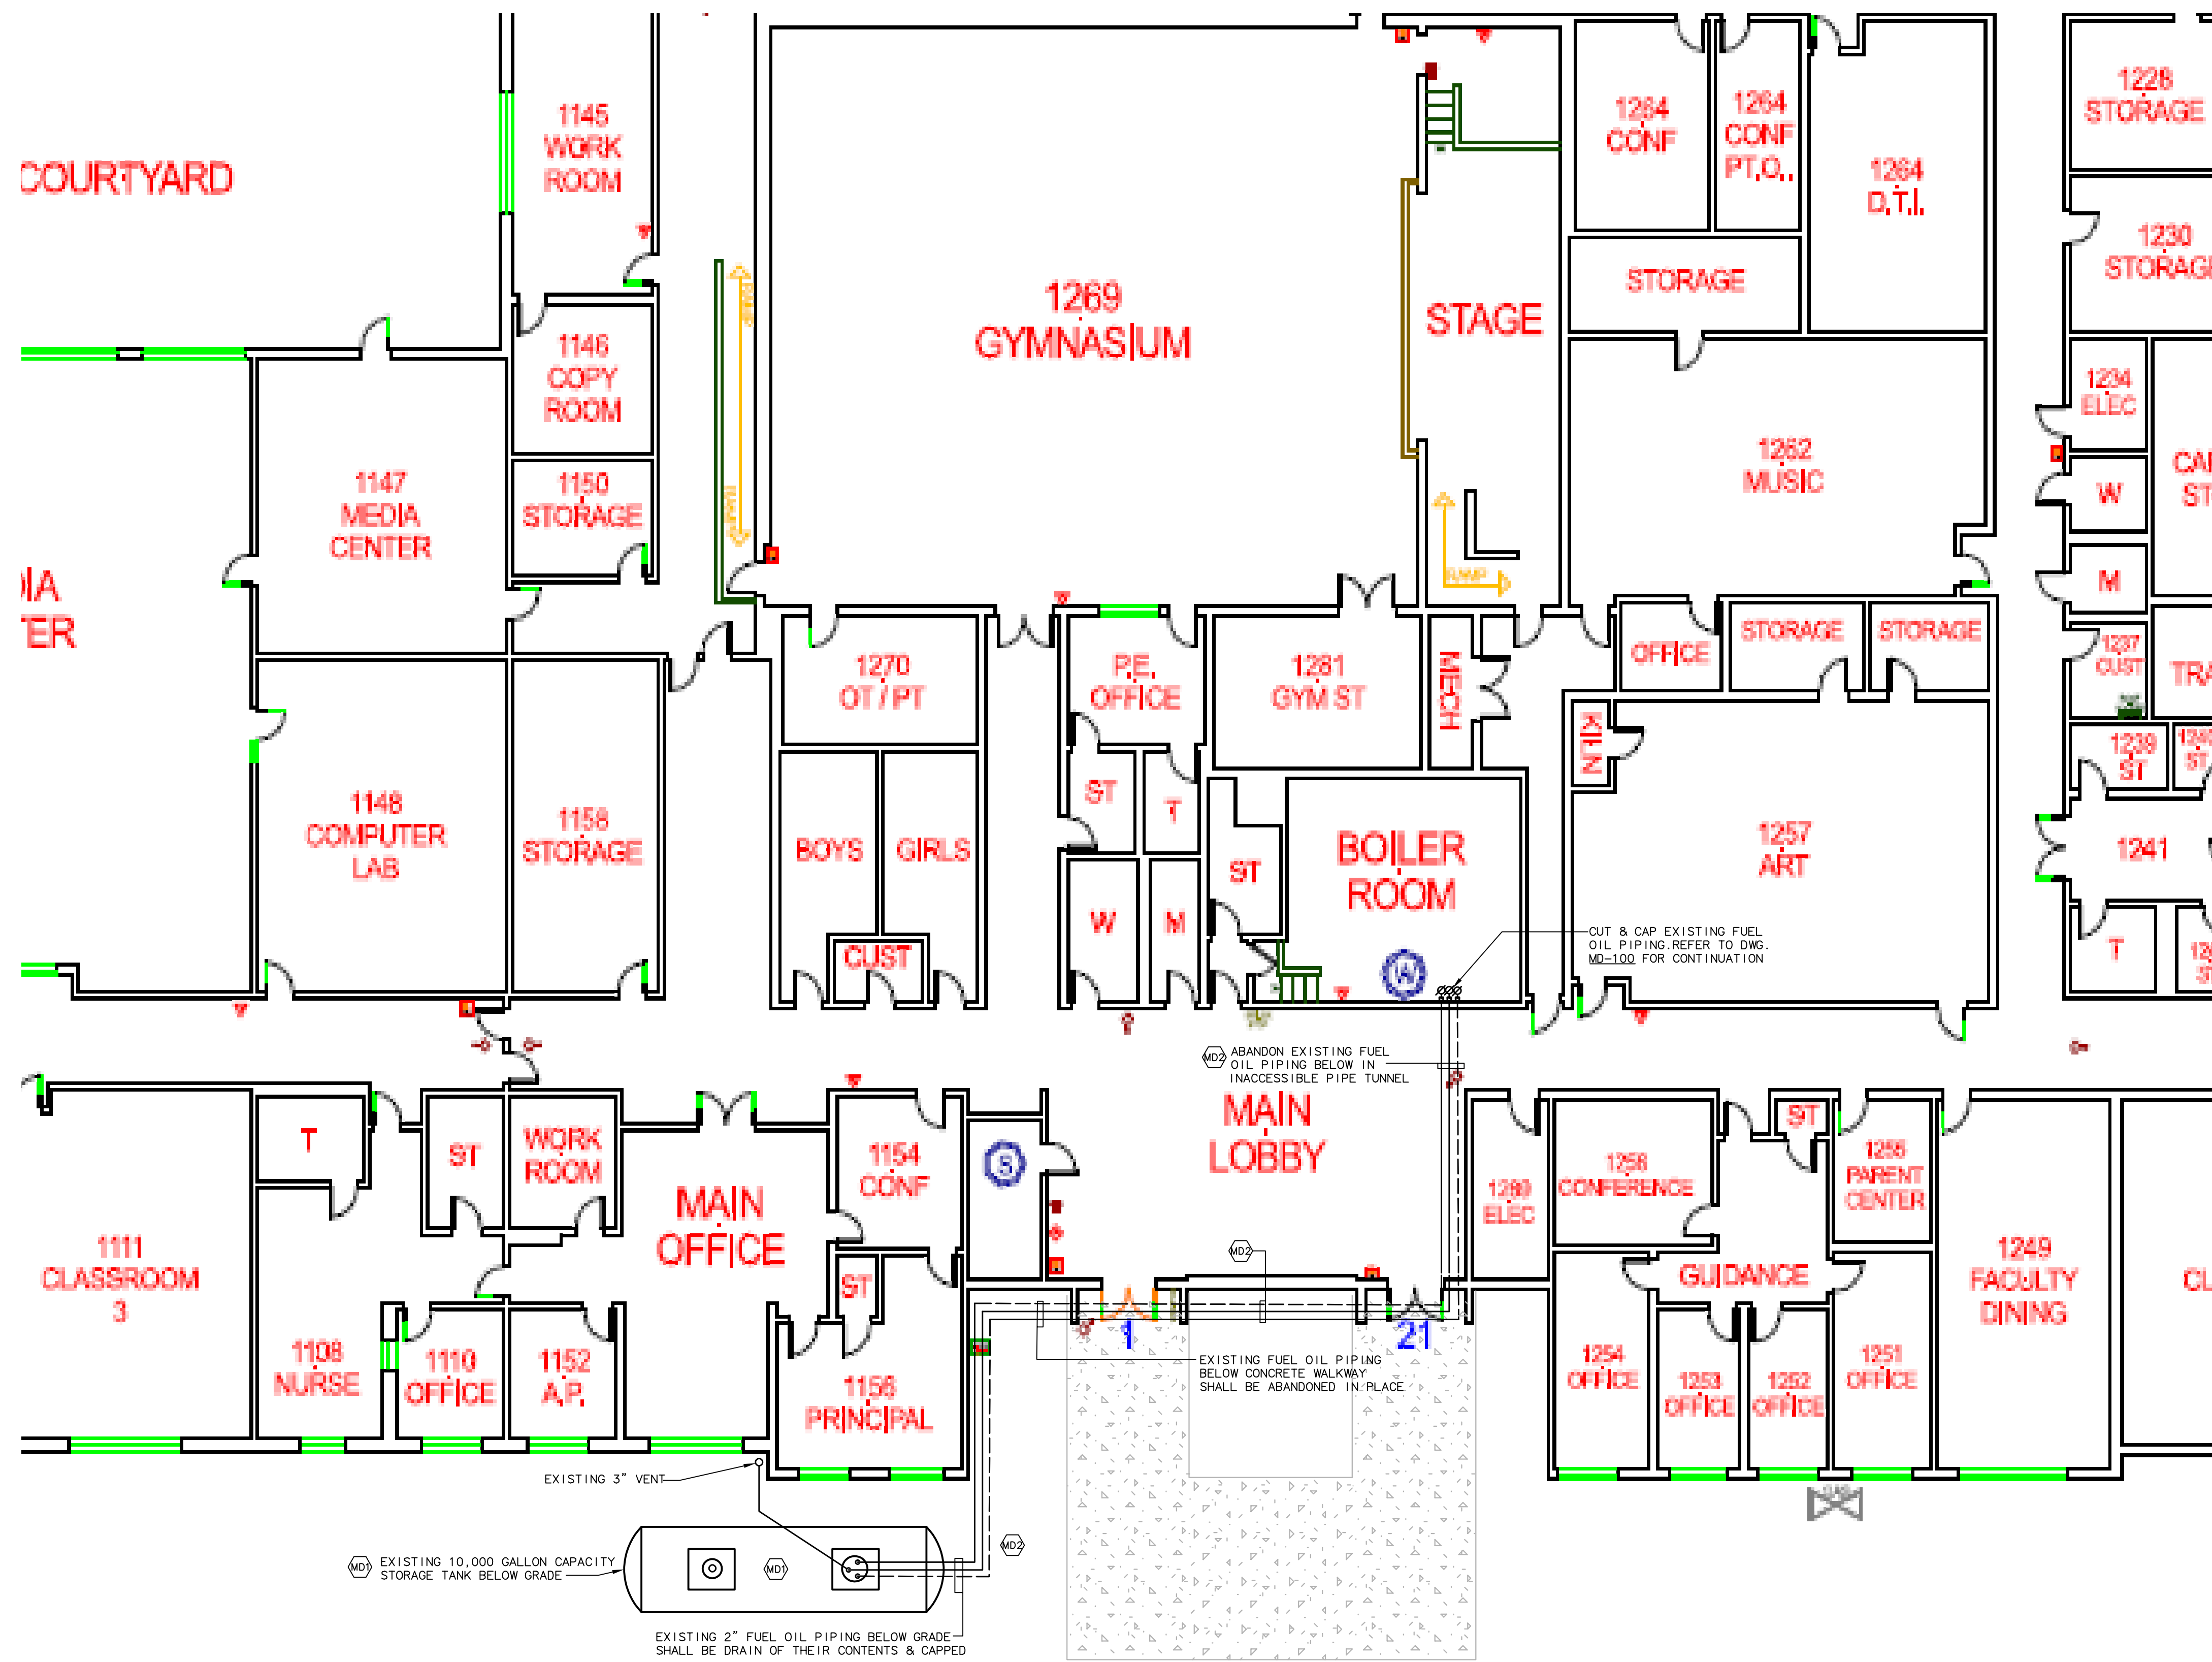 COURTYARD
1145
WORK
ROOM
1146
COPY
ROOM
1147
MEDIA
CENTER
1150
STORAGE
RAMP
RAMP
1269
GYMNASIUM
STAGE
RAMP
1264
CONF
1264
CONF
P.T.O.
1264
D.T.I.
STORAGE
1262
MUSIC
1228
STORAGE
1230
STORAGE
1234
ELEC
W
M
1237
CUST
1239
ST
1241
T
1148
COMPUTER
LAB
1158
STORAGE
1270
OT / PT
BOYS
GIRLS
CUST
P.E.
OFFICE
ST
T
W
M
1281
GYM ST
MECH
ST
BOILER
ROOM
W
OFFICE
STORAGE
STORAGE
KILN
1257
ART
CUT & CAP EXISTING FUEL
OIL PIPING.REFER TO DWG.
MD-100 FOR CONTINUATION
MD2
ABANDON EXISTING FUEL
OIL PIPING BELOW IN
INACCESSIBLE PIPE TUNNEL
MAIN
LOBBY
1111
CLASSROOM
3
T
ST
WORK
ROOM
MAIN
OFFICE
1154
CONF
S
ST
1156
PRINCIPAL
1108
NURSE
1110
OFFICE
1152
A.P.
MD2
1
21
EXISTING FUEL OIL PIPING
BELOW CONCRETE WALKWAY
SHALL BE ABANDONED IN PLACE
1280
ELEC
1256
CONFERENCE
ST
1255
PARENT
CENTER
GUIDANCE
1254
OFFICE
1253
OFFICE
1252
OFFICE
1251
OFFICE
1249
FACULTY
DINING
GAS
EXISTING 3" VENT
MD1
EXISTING 10,000 GALLON CAPACITY
STORAGE TANK BELOW GRADE
MD1
MD2
EXISTING 2" FUEL OIL PIPING BELOW GRADE
SHALL BE DRAIN OF THEIR CONTENTS & CAPPED